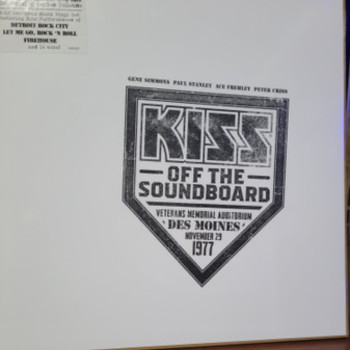 DETROIT ROCK CITY
LET ME GO, ROCK 'N ROLL
FIREHOUSE
GENE SIMMONS PAUL STANLEY ACE FREHLEY PETER CRISS
KISS
OFF THE
SOUNDBOARD
VETERANS MEMORIAL AUDITORIUM
DES MOINES
NOVEMBER 29
1977